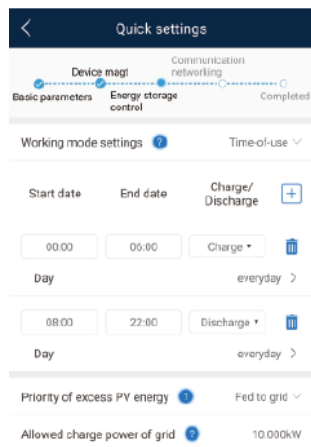 Quick settings
Device magt
Communication networking
Basic parameters
Energy storage control
Completed
Working mode settings ?
Time-of-use
Start date End date Charge/ Discharge +
00:00 06:00 Charge
Day everyday >
08:00 22:00 Discharge
Day everyday >
Priority of excess PV energy
Fed to grid
Allowed charge power of grid ? 10.000kW